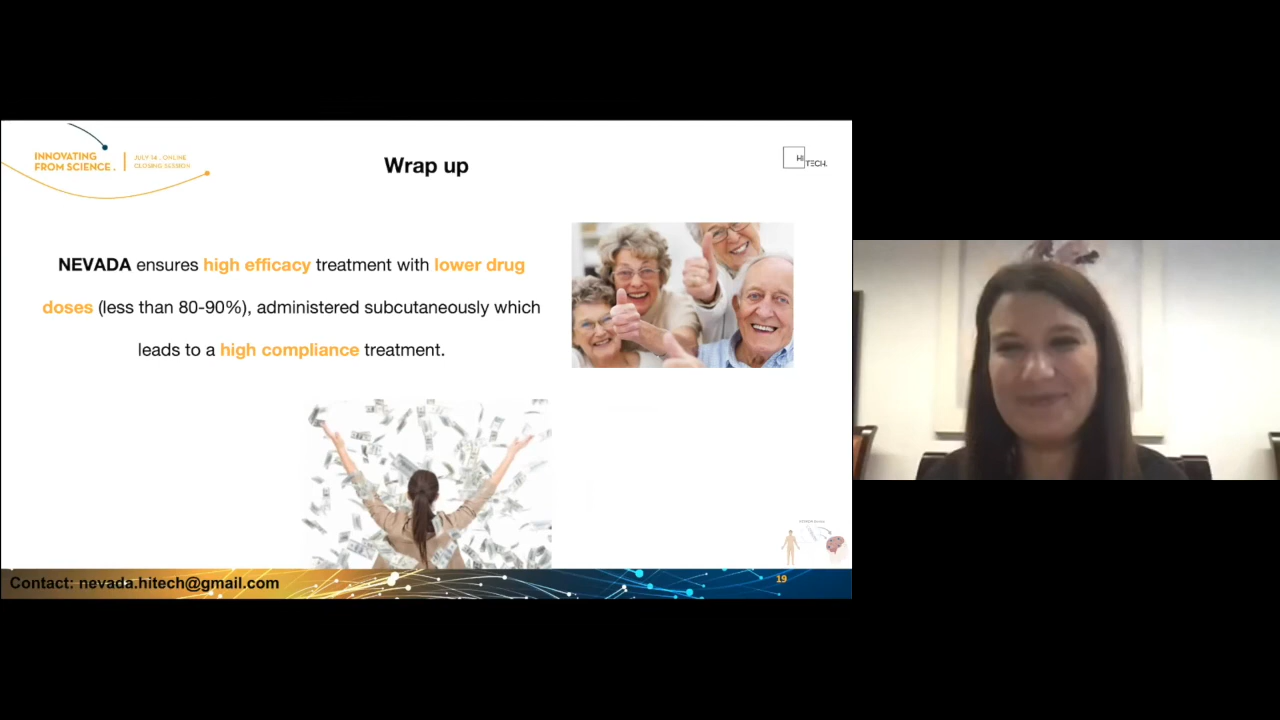 INNOVATING
FROM SCIENCE .
JULY 14 . ONLINE
CLOSING SESSION
Wrap up
HI
TECH.
NEVADA ensures high efficacy treatment with lower drug
doses (less than 80-90%), administered subcutaneously which
leads to a high compliance treatment.
Contact: nevada.hitech@gmail.com
19